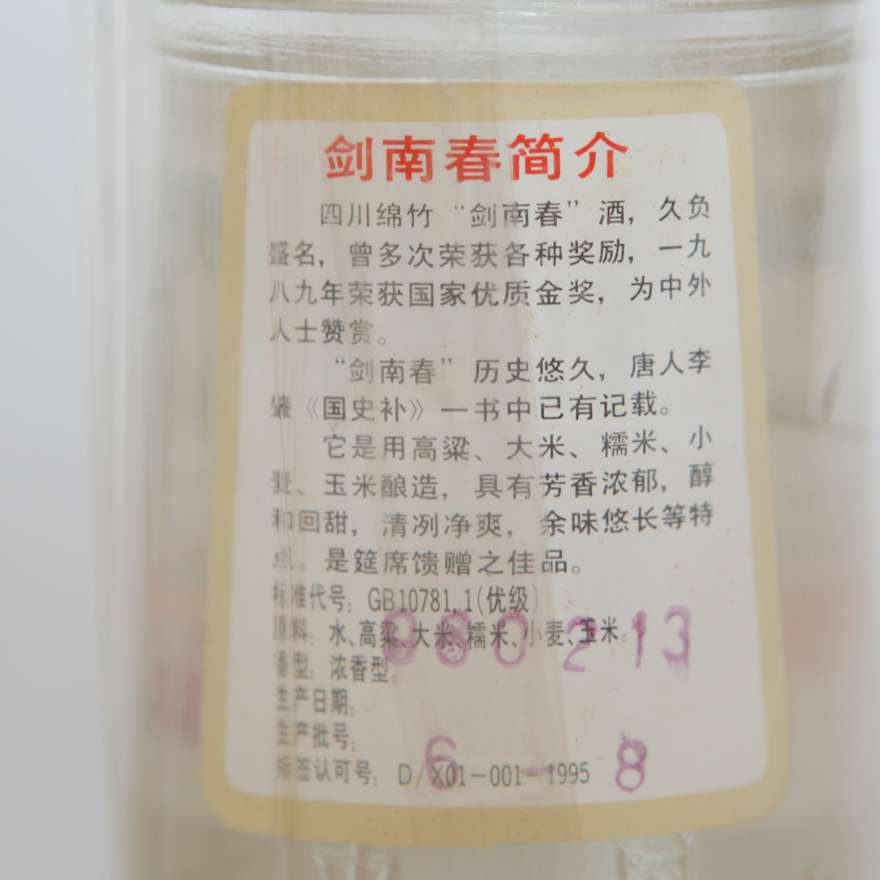 剑南春简介
四川绵竹“剑南春”酒，久负
盛名，曾多次荣获各种奖励，一九
八九年荣获国家优质金奖，为中外
人士赞赏。
“剑南春”历史悠久，唐人李
肇《国史补》一书中已有记载。
它是用高粱、大米、糯米、小
麦、玉米酿造，具有芳香浓郁，醇
和回甜，清冽净爽，余味悠长等特
点。是筵席馈赠之佳品。
标准代号：GB10781.1(优级)
原料：水、高粱、大米、糯米、小麦、玉米。
香型：浓香型。
生产日期：
生产批号：
标签认可号：D/X01-001-1995
0213
6-8